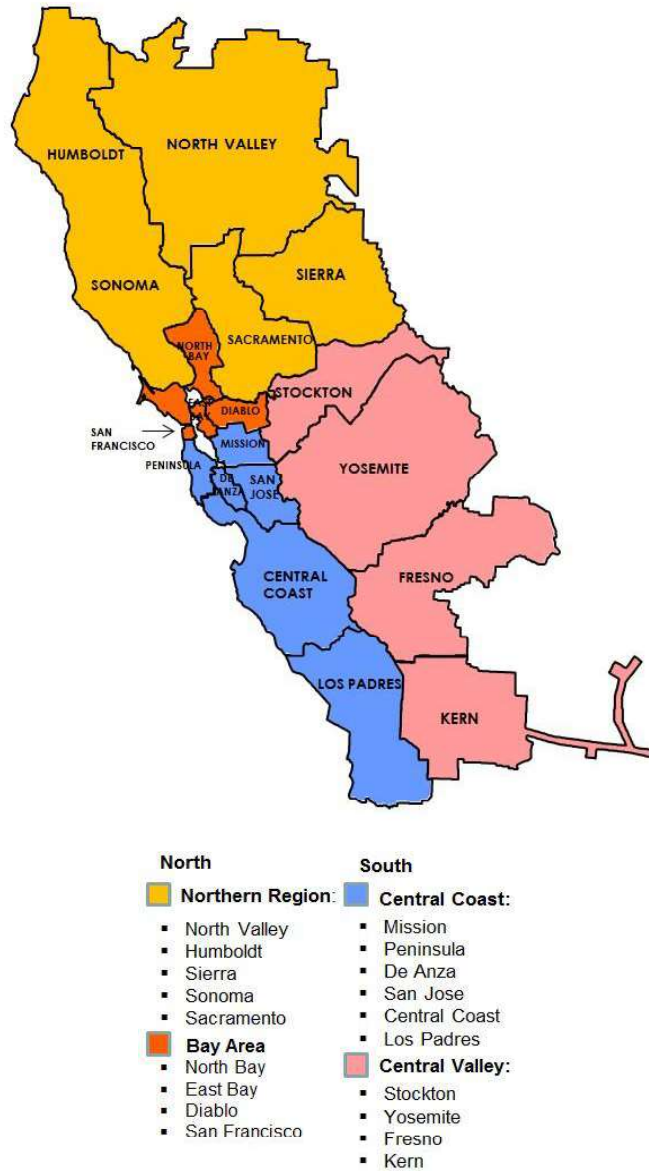 HUMBOLDT
NORTH VALLEY
SONOMA
SIERRA
SACRAMENTO
NORTH
BAY
STOCKTON
EAST
BAY
DIABLO
SAN
FRANCISCO
MISSION
PENINSULA
DE
ANZA
SAN
JOSE
YOSEMITE
CENTRAL
COAST
FRESNO
LOS PADRES
KERN
North
Northern Region:
▪ North Valley
▪ Humboldt
▪ Sierra
▪ Sonoma
▪ Sacramento
Bay Area
▪ North Bay
▪ East Bay
▪ Diablo
▪ San Francisco
South
Central Coast:
▪ Mission
▪ Peninsula
▪ De Anza
▪ San Jose
▪ Central Coast
▪ Los Padres
Central Valley:
▪ Stockton
▪ Yosemite
▪ Fresno
▪ Kern